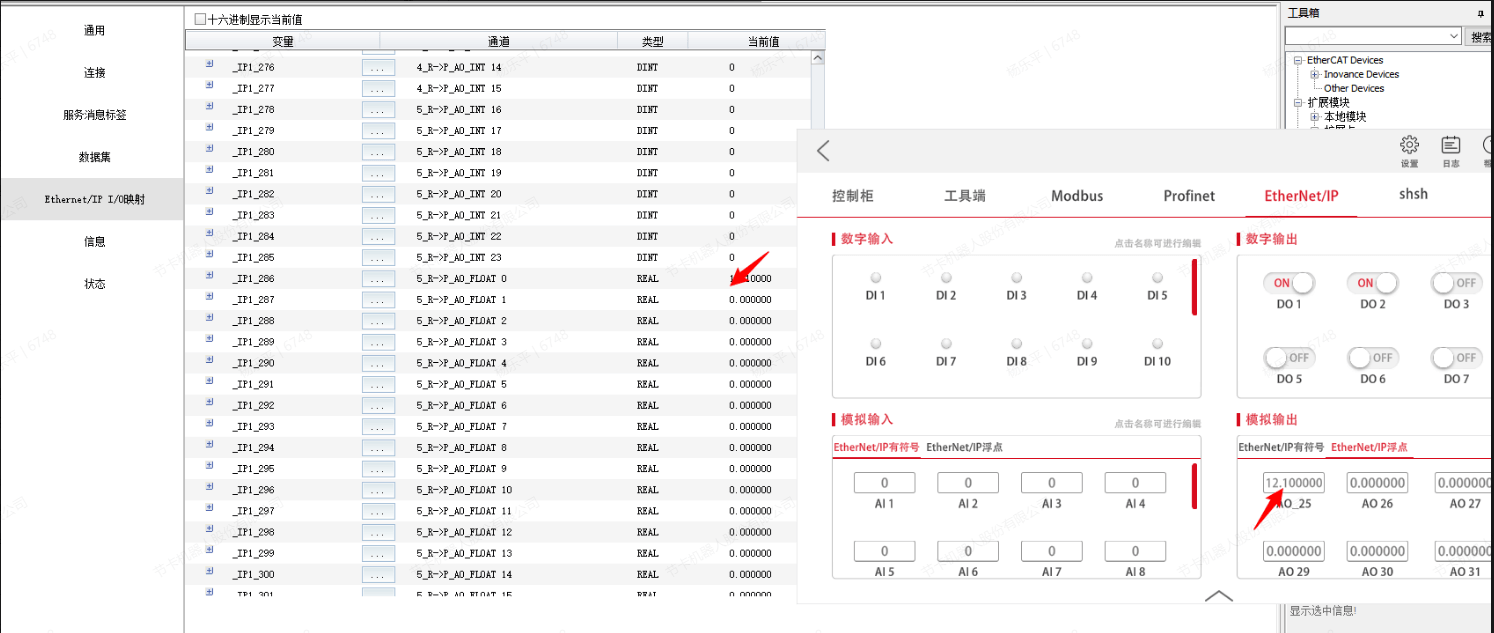 通用
连接
服务消息标签
数据集
Ethernet/IP I/O映射
信息
状态
十六进制显示当前值
变量 通道 类型 当前值
_IP1_276 ... 4_R->P_AO_INT 14 DINT 0
_IP1_277 ... 4_R->P_AO_INT 15 DINT 0
_IP1_278 ... 5_R->P_AO_INT 16 DINT 0
_IP1_279 ... 5_R->P_AO_INT 17 DINT 0
_IP1_280 ... 5_R->P_AO_INT 18 DINT 0
_IP1_281 ... 5_R->P_AO_INT 19 DINT 0
_IP1_282 ... 5_R->P_AO_INT 20 DINT 0
_IP1_283 ... 5_R->P_AO_INT 21 DINT 0
_IP1_284 ... 5_R->P_AO_INT 22 DINT 0
_IP1_285 ... 5_R->P_AO_INT 23 DINT 0
_IP1_286 ... 5_R->P_AO_FLOAT 0 REAL
_IP1_287 ... 5_R->P_AO_FLOAT 1 REAL 0.000000
_IP1_288 ... 5_R->P_AO_FLOAT 2 REAL 0.000000
_IP1_289 ... 5_R->P_AO_FLOAT 3 REAL 0.000000
_IP1_290 ... 5_R->P_AO_FLOAT 4 REAL 0.000000
_IP1_291 ... 5_R->P_AO_FLOAT 5 REAL 0.000000
_IP1_292 ... 5_R->P_AO_FLOAT 6 REAL 0.000000
_IP1_293 ... 5_R->P_AO_FLOAT 7 REAL 0.000000
_IP1_294 ... 5_R->P_AO_FLOAT 8 REAL 0.000000
_IP1_295 ... 5_R->P_AO_FLOAT 9 REAL 0.000000
_IP1_296 ... 5_R->P_AO_FLOAT 10 REAL 0.000000
_IP1_297 ... 5_R->P_AO_FLOAT 11 REAL 0.000000
_IP1_298 ... 5_R->P_AO_FLOAT 12 REAL 0.000000
_IP1_299 ... 5_R->P_AO_FLOAT 13 REAL 0.000000
_IP1_300 ... 5_R->P_AO_FLOAT 14 REAL 0.000000
_IP1_301 ... 5_R->P_AO_FLOAT 15 REAL 0.000000
工具箱
搜索
EtherCAT Devices
Inovance Devices
Other Devices
扩展模块
本地模块
设置 日志
控制柜 工具端 Modbus Profinet EtherNet/IP shsh
数字输入 点击名称可进行编辑
DI 1 DI 2 DI 3 DI 4 DI 5
DI 6 DI 7 DI 8 DI 9 DI 10
数字输出
ON ON OFF
DO 1 DO 2 DO 3
OFF OFF OFF
DO 5 DO 6 DO 7
模拟输入 点击名称可进行编辑
EtherNet/IP有符号 EtherNet/IP浮点
0 0 0 0
AI 1 AI 2 AI 3 AI 4
0 0 0 0
AI 5 AI 6 AI 7 AI 8
模拟输出
EtherNet/IP有符号 EtherNet/IP浮点
12.100000 0.000000 0.000000
AO_25 AO 26 AO 27
0.000000 0.000000 0.000000
AO 29 AO 30 AO 31
显示选中信息!